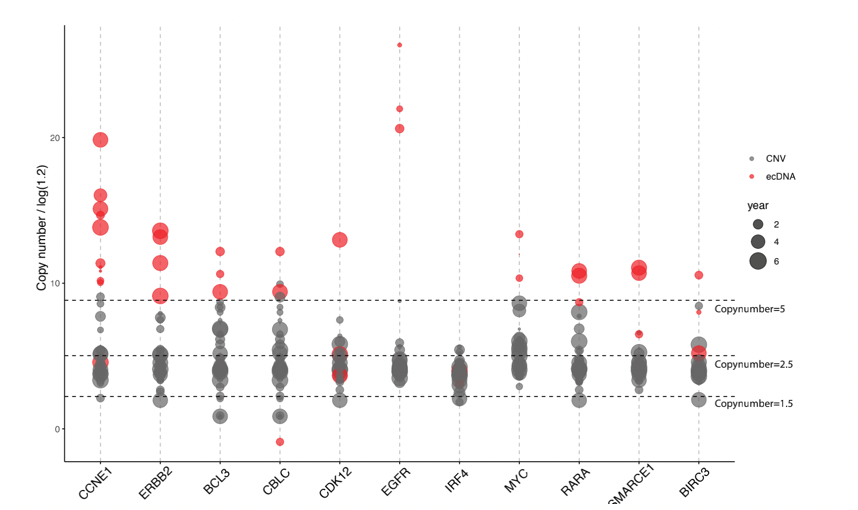 Copy number / log(1.2)
20
10
0
Copynumber=5
Copynumber=2.5
Copynumber=1.5
CCNE1
ERBB2
BCL3
CBLC
CDK12
EGFR
IRF4
MYC
RARA
SMARCE1
BIRC3
CNV
ecDNA
year
2
4
6